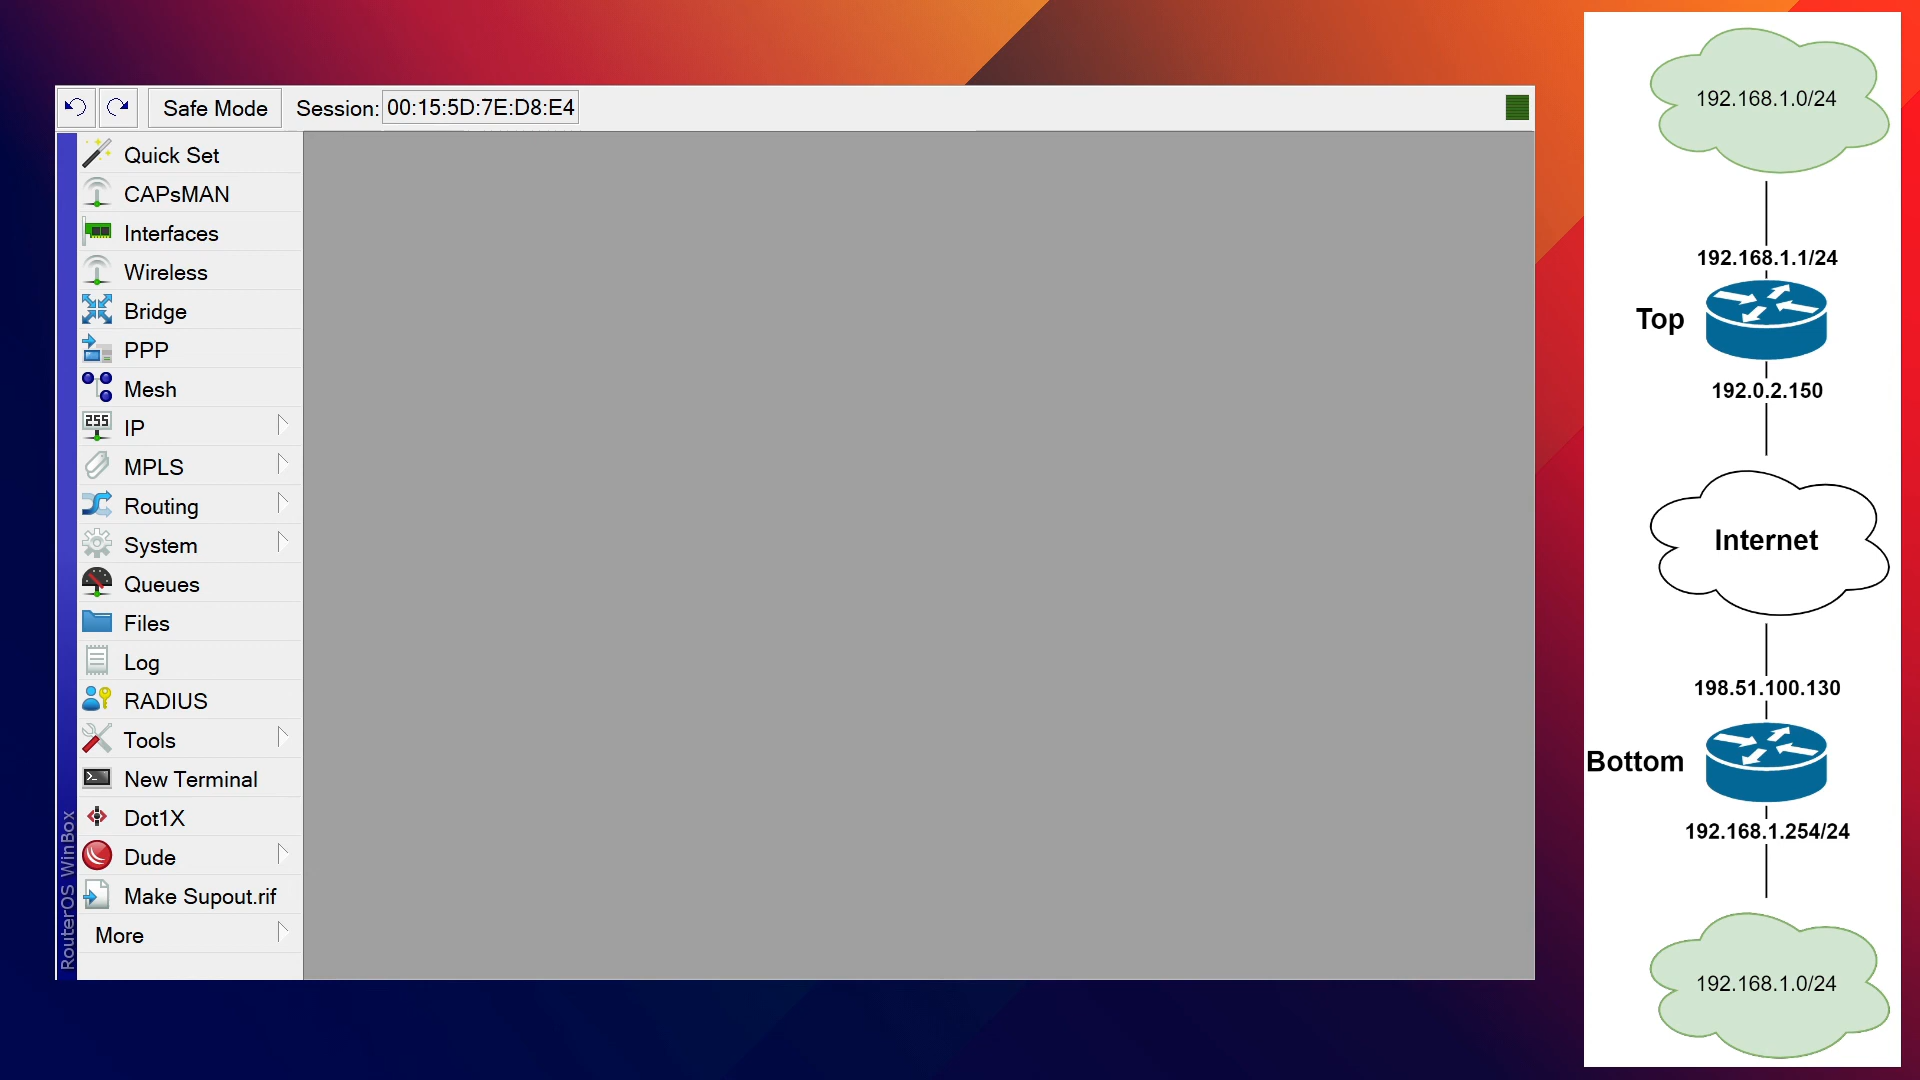 Safe Mode
Session: 00:15:5D:7E:D8:E4
Quick Set
CAPsMAN
Interfaces
Wireless
Bridge
PPP
Mesh
255
IP
MPLS
Routing
System
Queues
Files
Log
RADIUS
Tools
New Terminal
Dot1X
Dude
Make Supout.rif
More
RouterOS WinBox
192.168.1.0/24
192.168.1.1/24
Top
192.0.2.150
Internet
198.51.100.130
Bottom
192.168.1.254/24
192.168.1.0/24